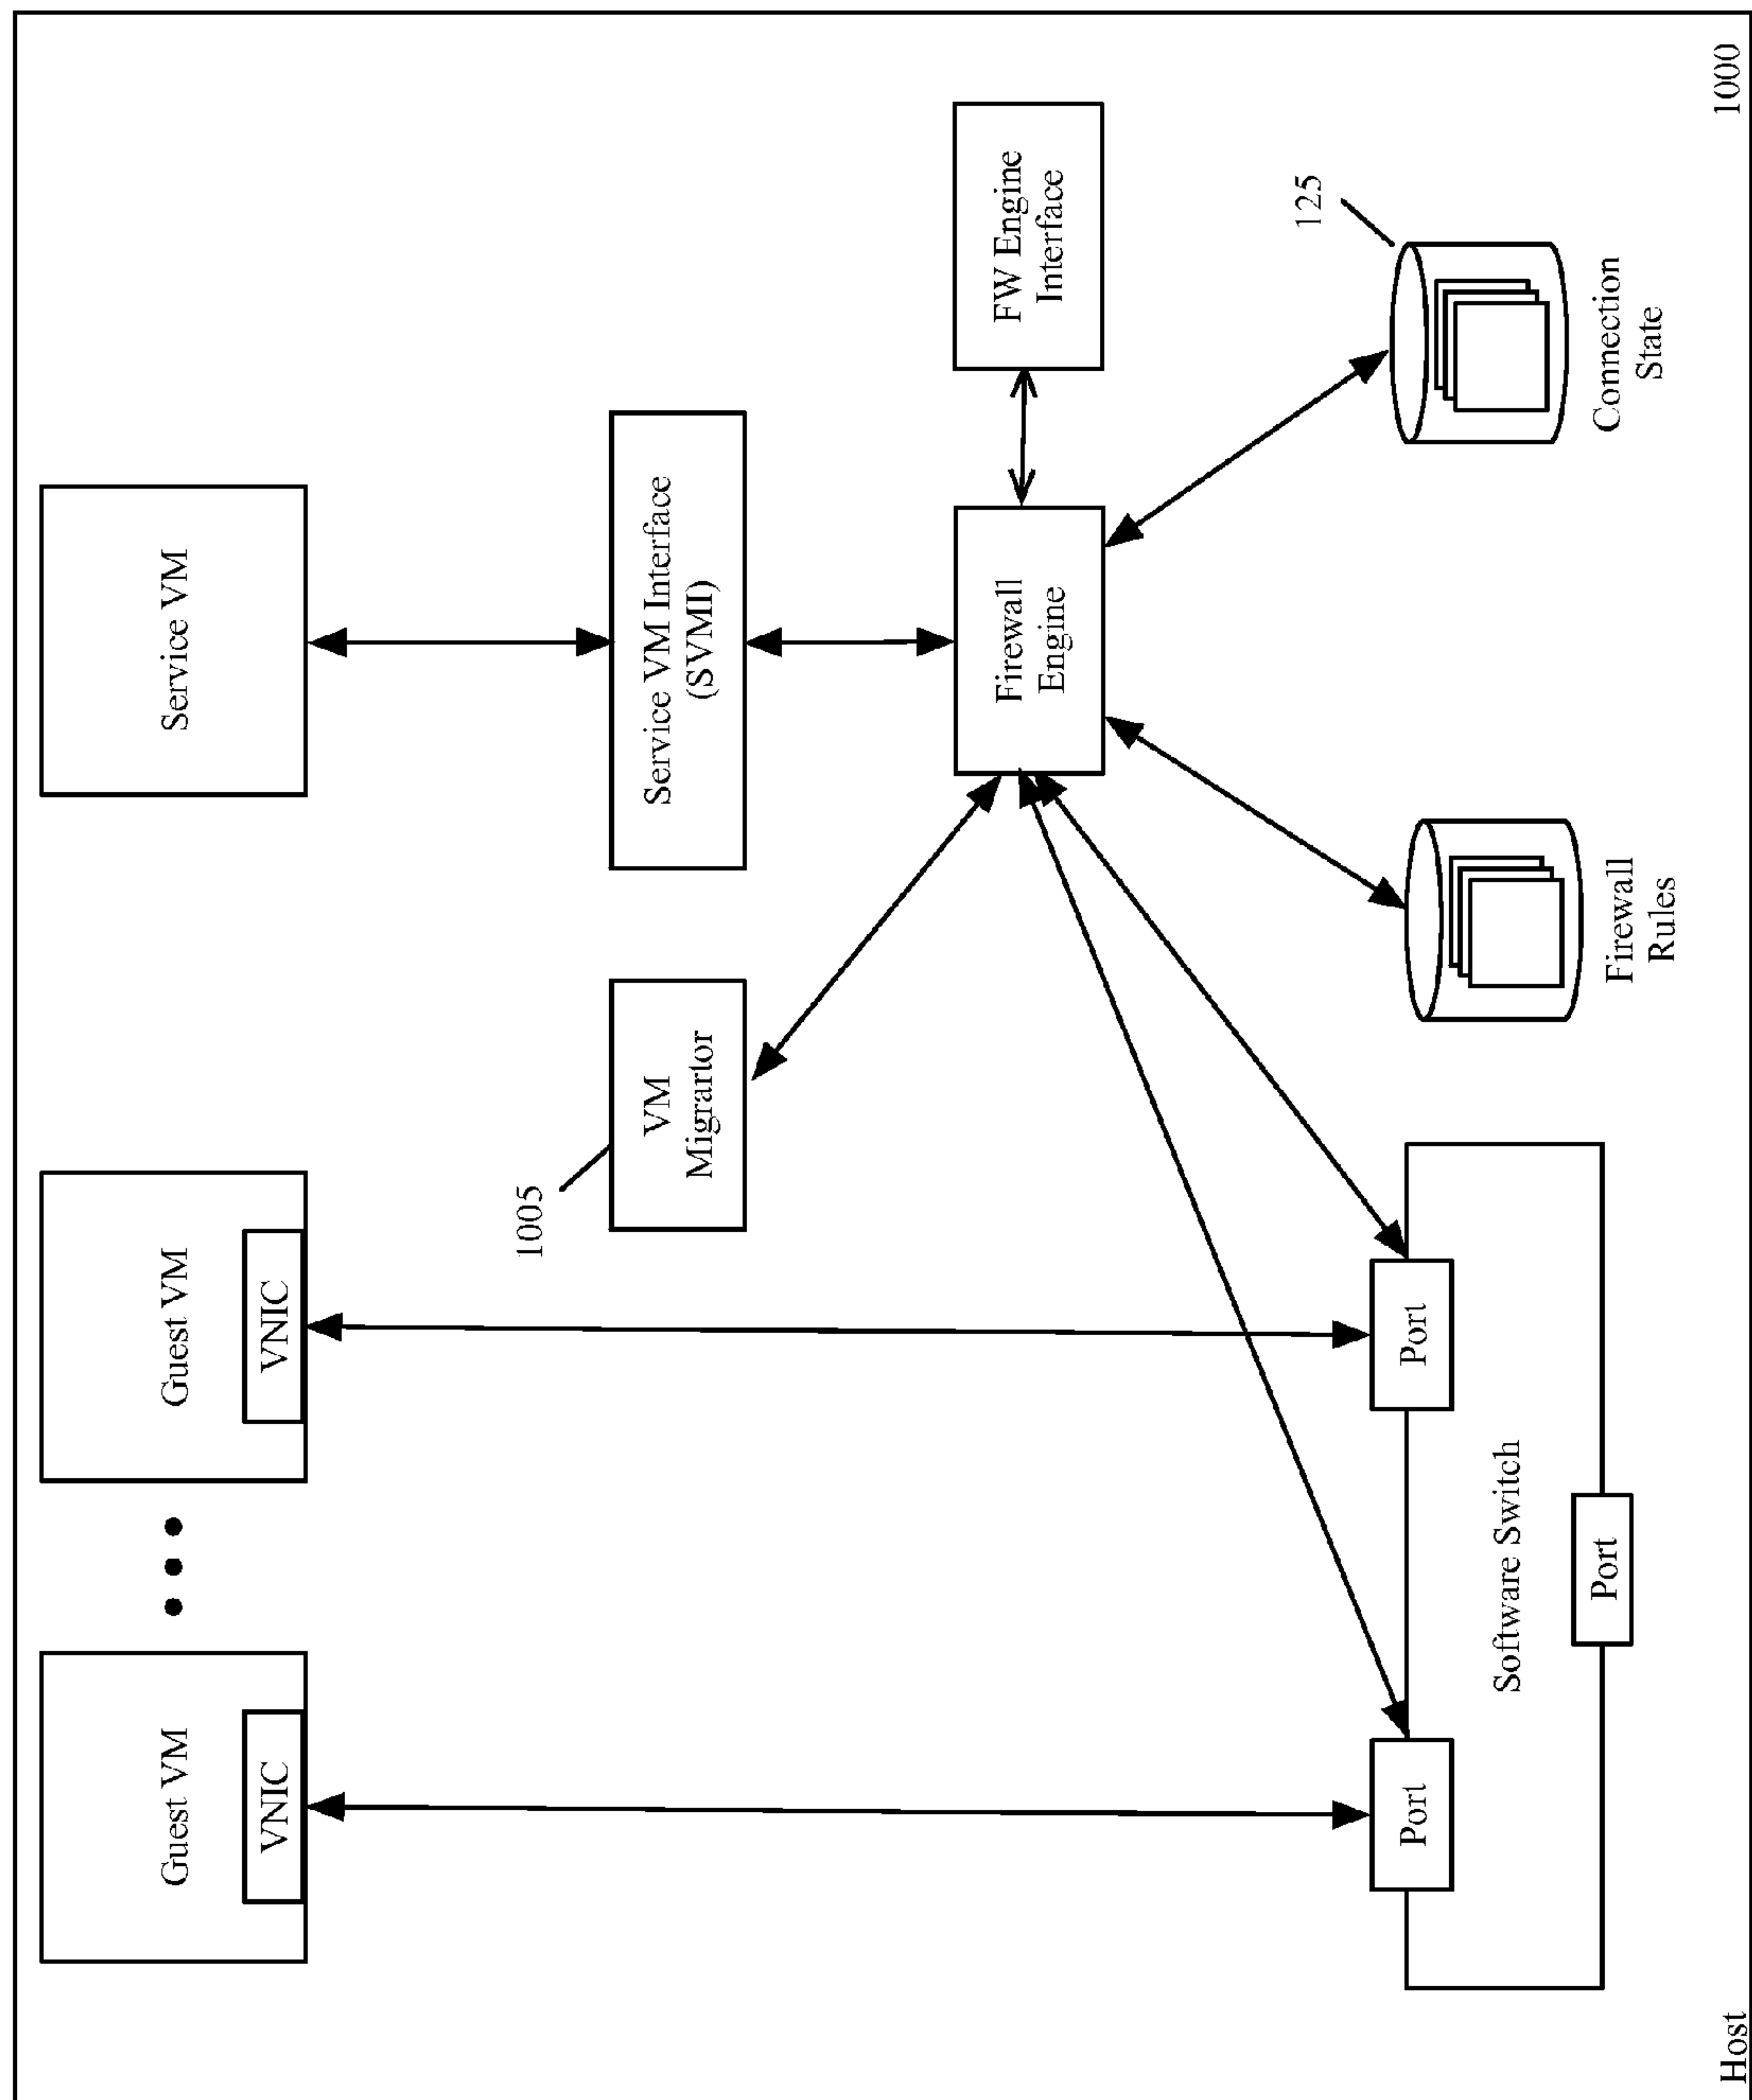 Guest VM
VNIC
Guest VM
VNIC
Service VM
1005
VM
Migrartor
Service VM Interface
(SVMI)
Firewall
Engine
FW Engine
Interface
Port
Port
Software Switch
Port
Firewall
Rules
125
Connection
State
Host
1000